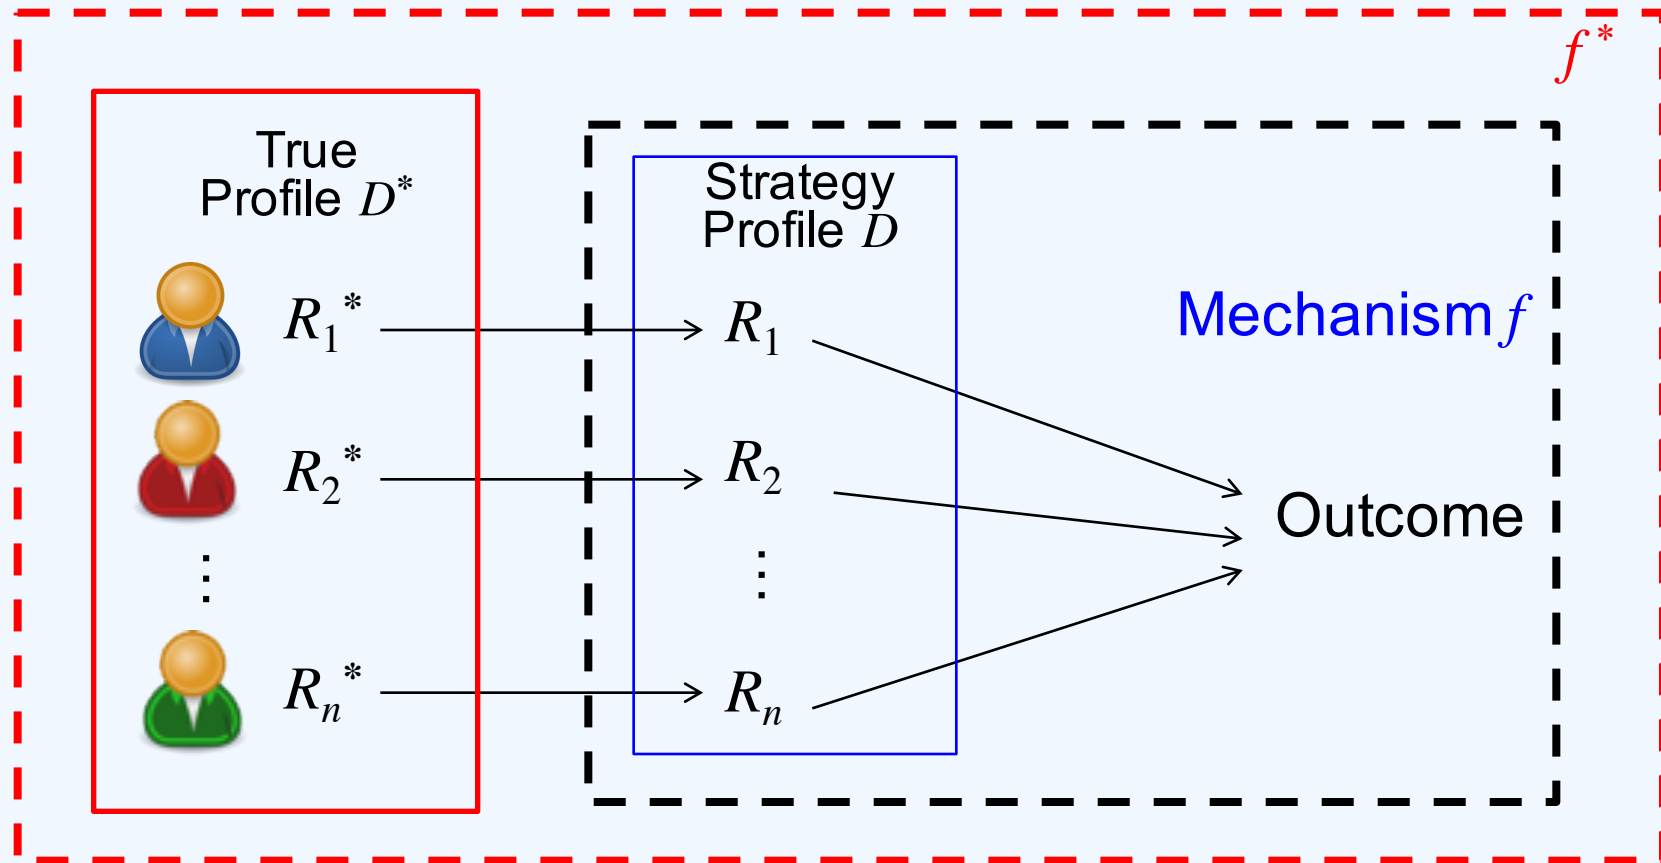 f*
True
Profile D*
Strategy
Profile D
Mechanism f
R₁*
R₁
R₂*
R₂
Outcome
⋮
⋮
Rₙ*
Rₙ